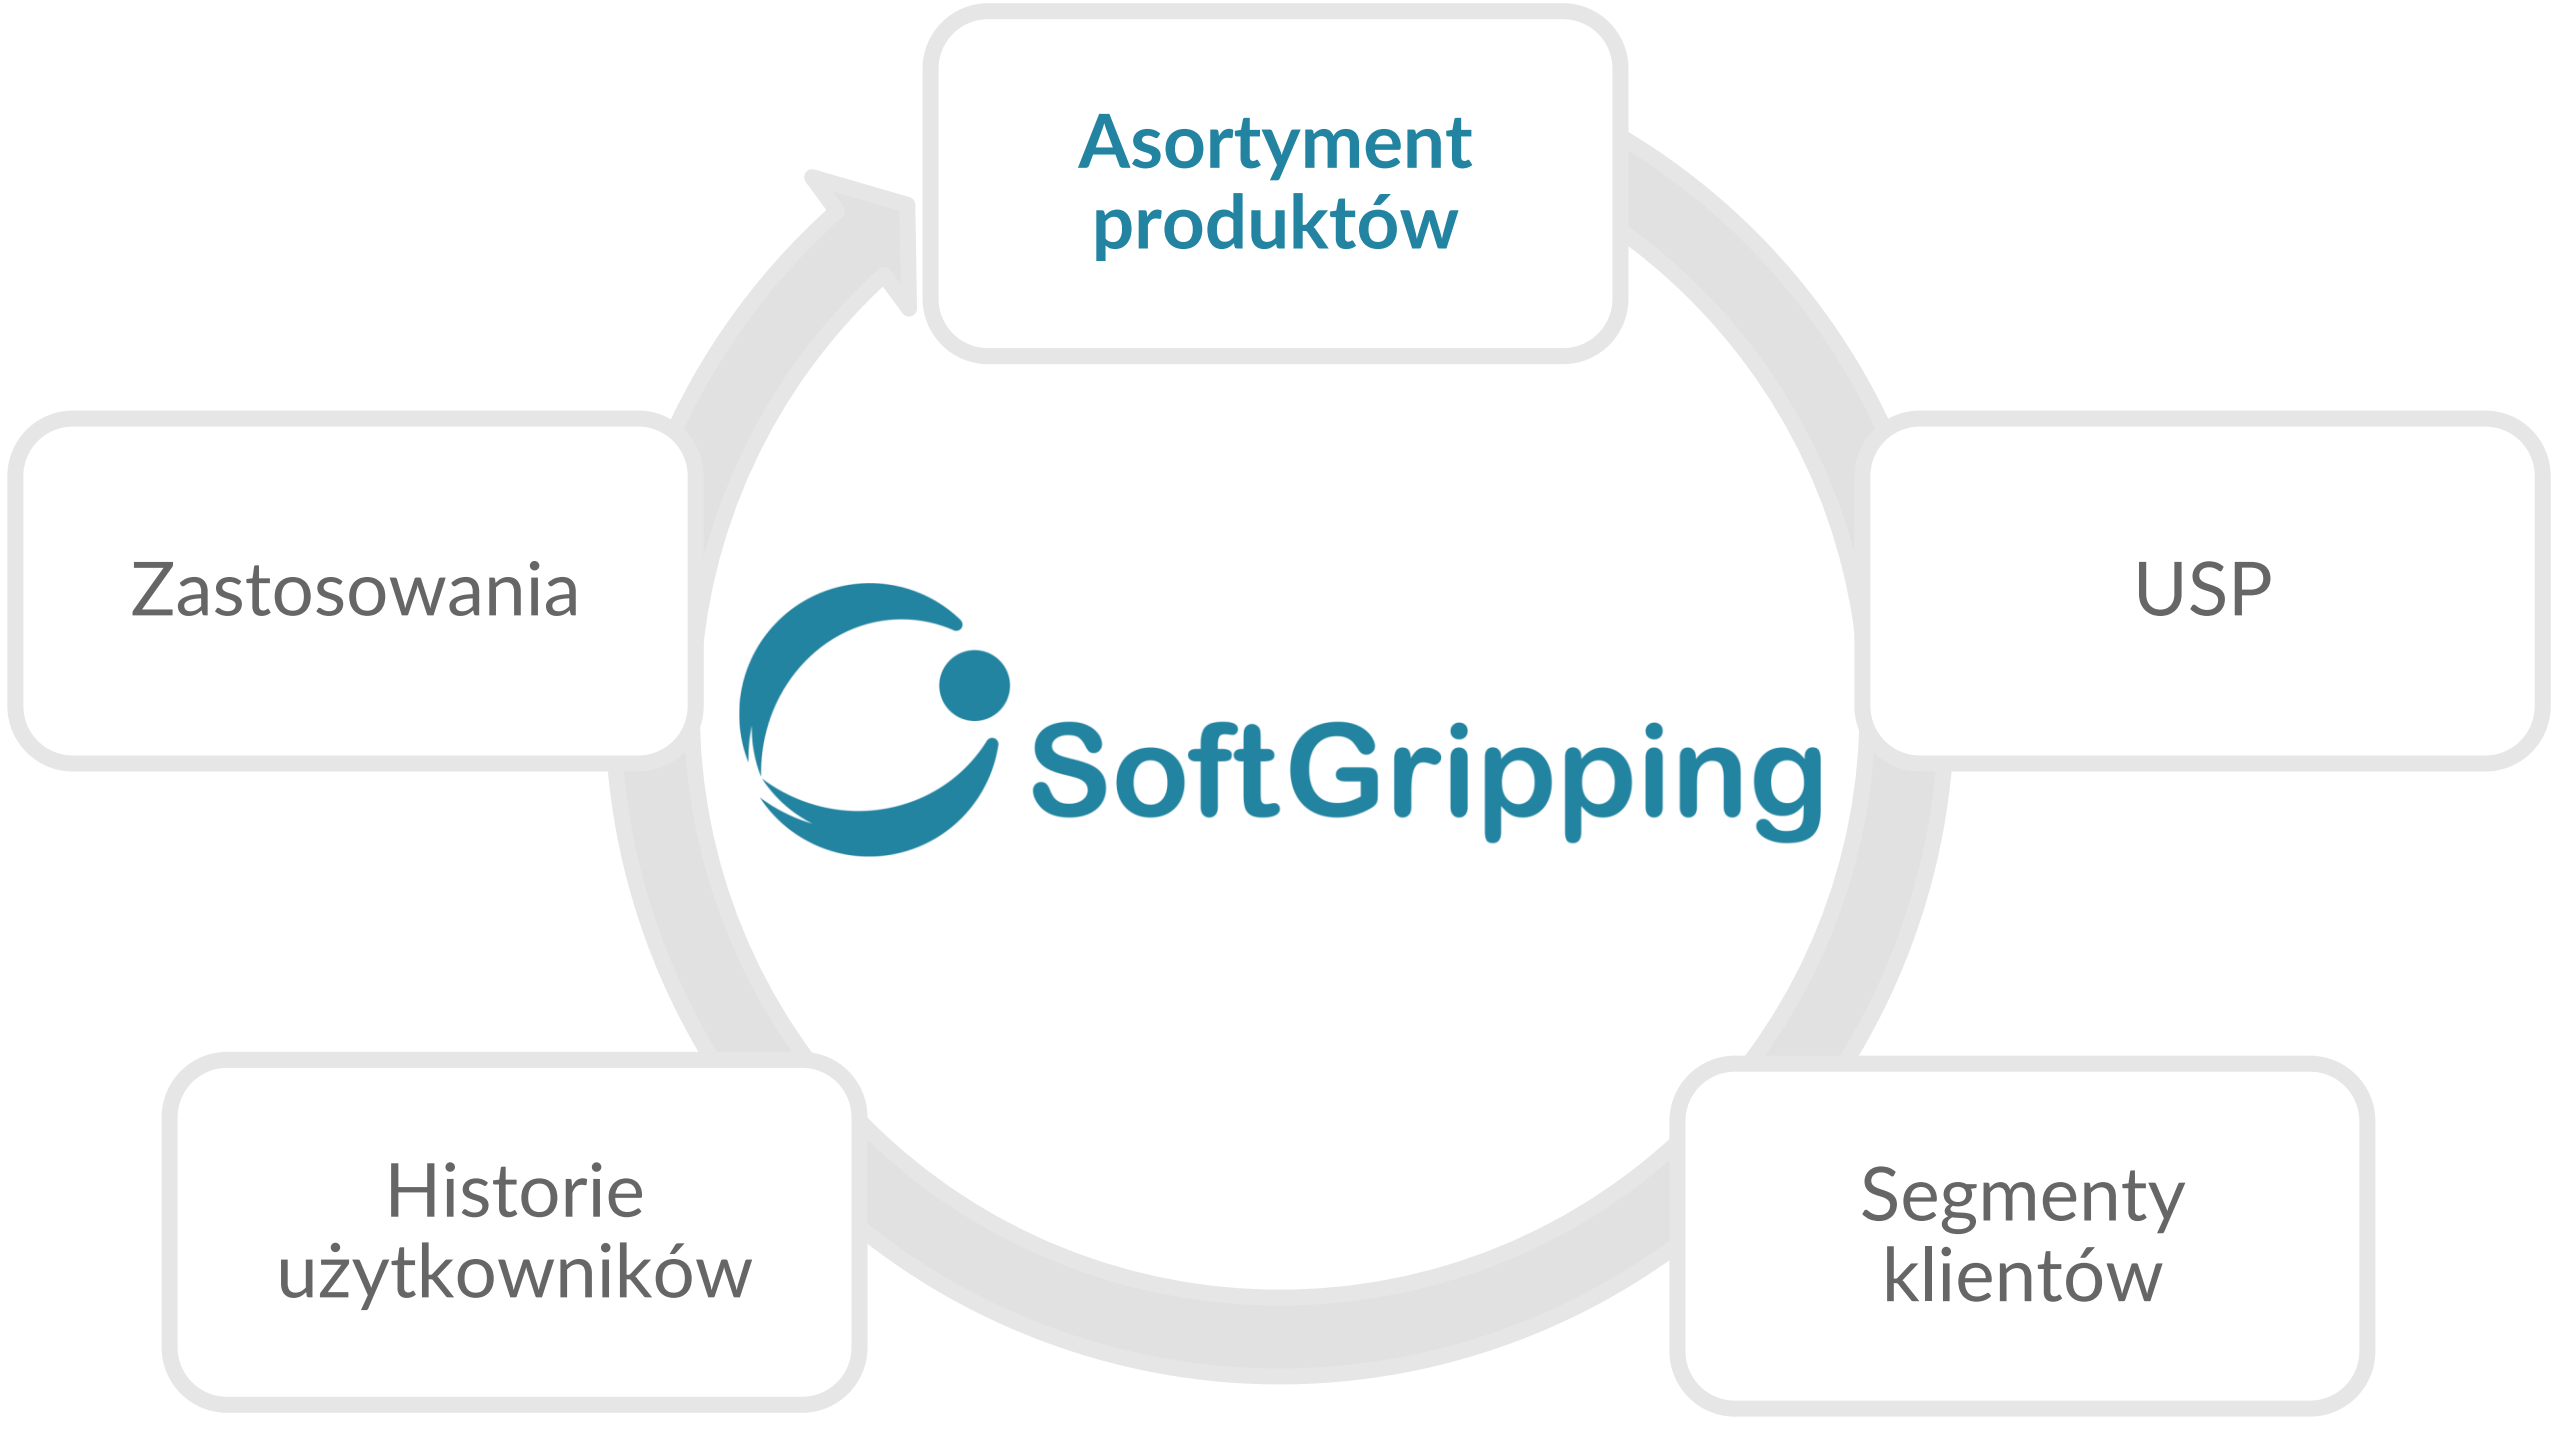 Asortyment
produktów
Zastosowania
USP
SoftGripping
Historie
użytkowników
Segmenty
klientów